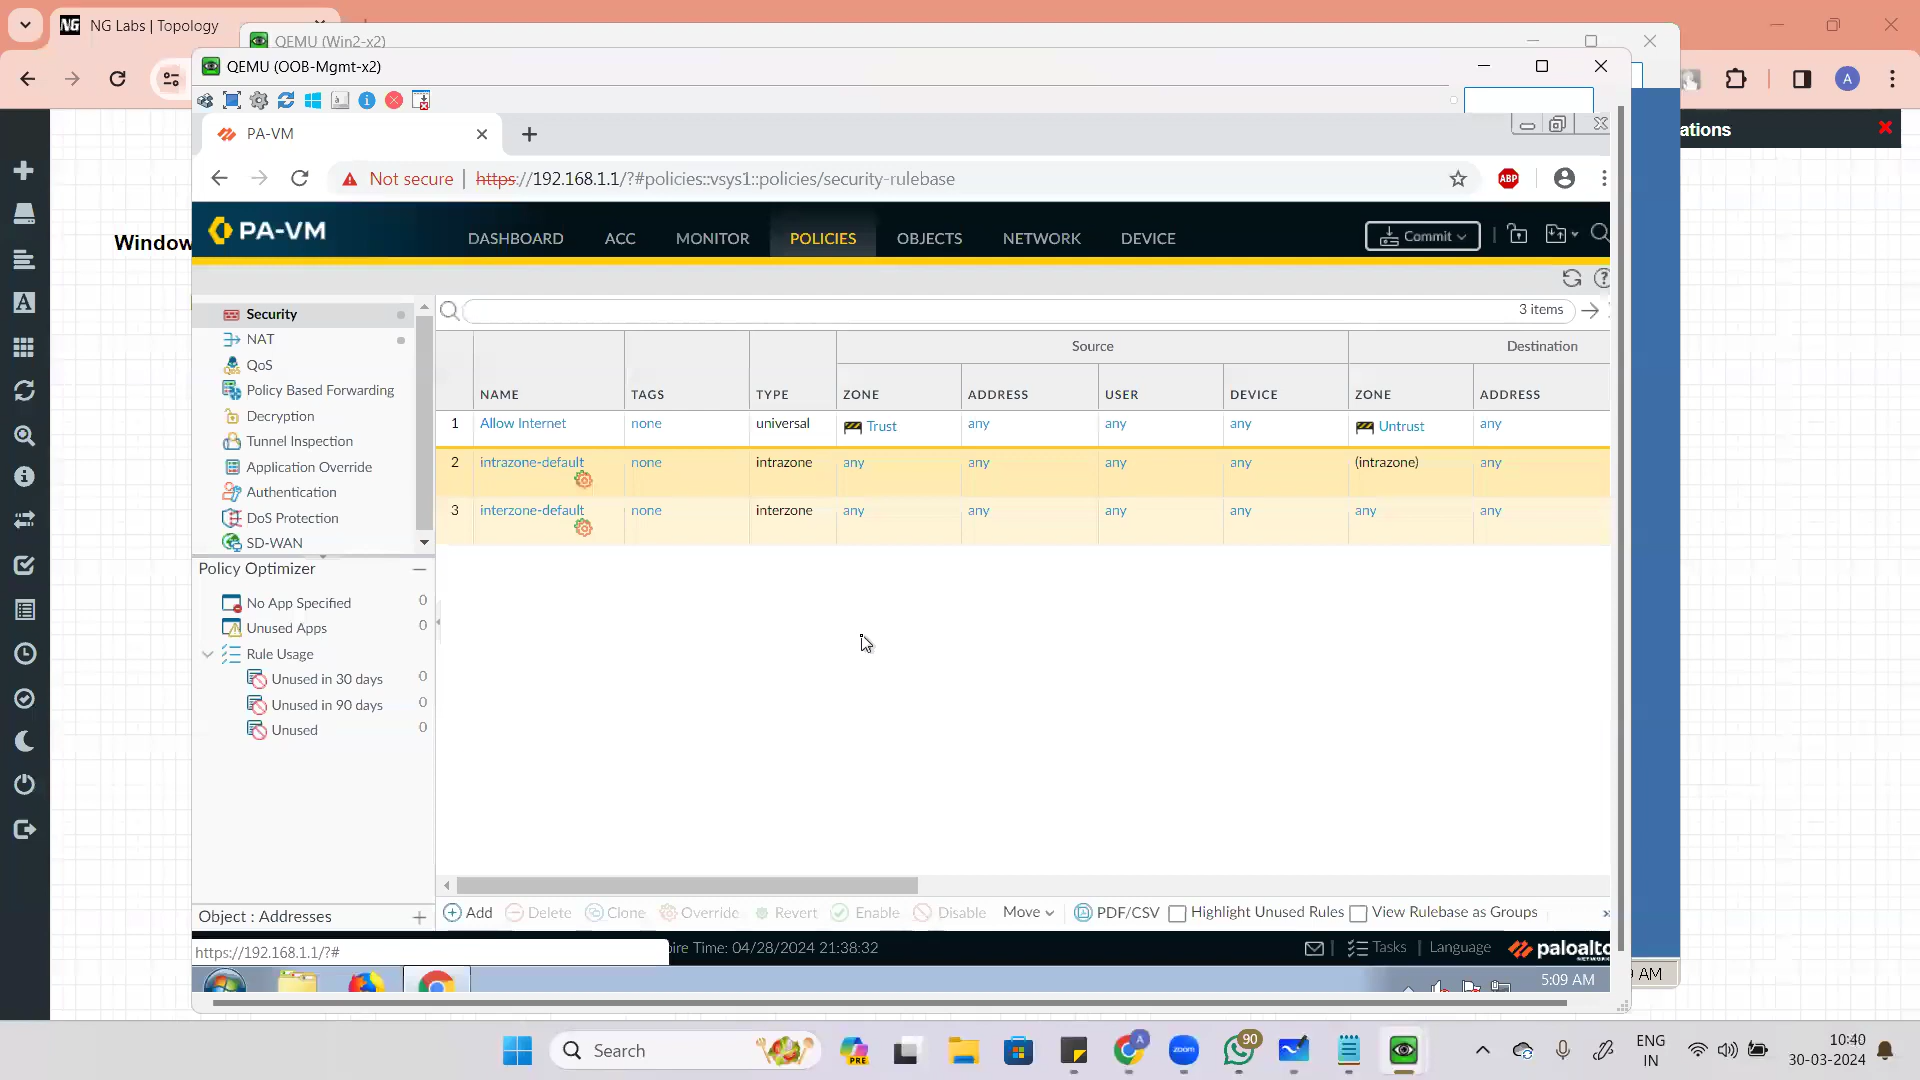 NG Labs | Topology
QEMU (Win2-x2)
QEMU (OOB-Mgmt-x2)
PA-VM
ations
Not secure | https://192.168.1.1/?#policies::vsys1::policies/security-rulebase
ABP
A
Window
PA-VM
DASHBOARD ACC MONITOR POLICIES OBJECTS NETWORK DEVICE
Commit
Security
NAT
QoS
Policy Based Forwarding
Decryption
Tunnel Inspection
Application Override
Authentication
DoS Protection
SD-WAN
3 items
Source Destination
NAME TAGS TYPE ZONE ADDRESS USER DEVICE ZONE ADDRESS
1 Allow Internet none universal Trust any any any Untrust any
2 intrazone-default none intrazone any any any any (intrazone) any
3 interzone-default none interzone any any any any any any
Policy Optimizer
No App Specified 0
Unused Apps 0
Rule Usage
Unused in 30 days 0
Unused in 90 days 0
Unused 0
Object : Addresses
Add Delete Clone Override Revert Enable Disable Move PDF/CSV Highlight Unused Rules View Rulebase as Groups
https://192.168.1.1/?#
ire Time: 04/28/2024 21:38:32
Tasks | Language
paloalto
NETWORKS
5:09 AM
9 AM
Search
PRE
A
zoom
90
ENG
IN
10:40
30-03-2024